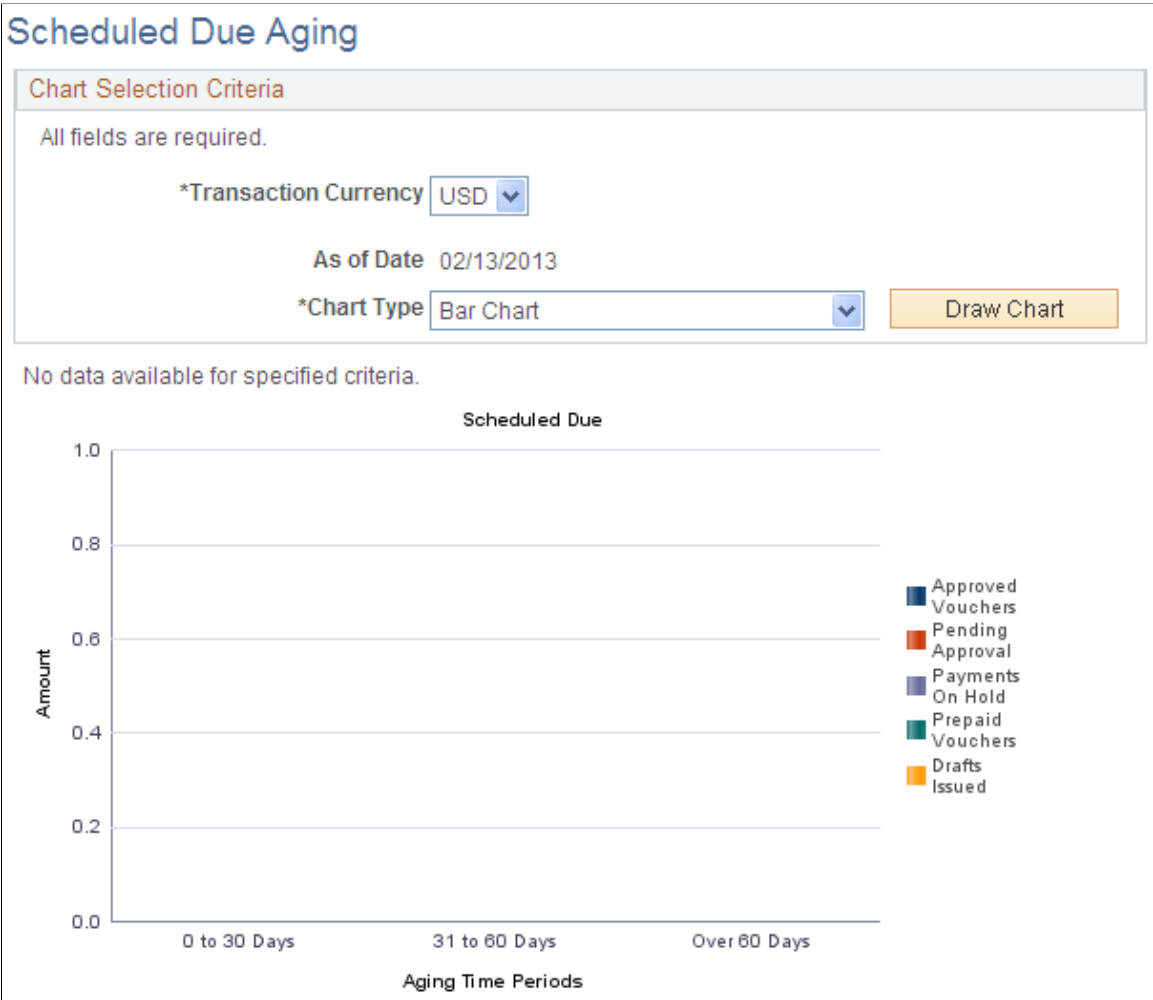 Scheduled Due Aging
Chart Selection Criteria
All fields are required.
*Transaction Currency USD
As of Date 02/13/2013
*Chart Type Bar Chart Draw Chart
No data available for specified criteria.
Scheduled Due
1.0
0.8
0.6
0.4
0.2
0.0
Amount
0 to 30 Days 31 to 60 Days Over 60 Days
Aging Time Periods
Approved
Vouchers
Pending
Approval
Payments
On Hold
Prepaid
Vouchers
Drafts
Issued